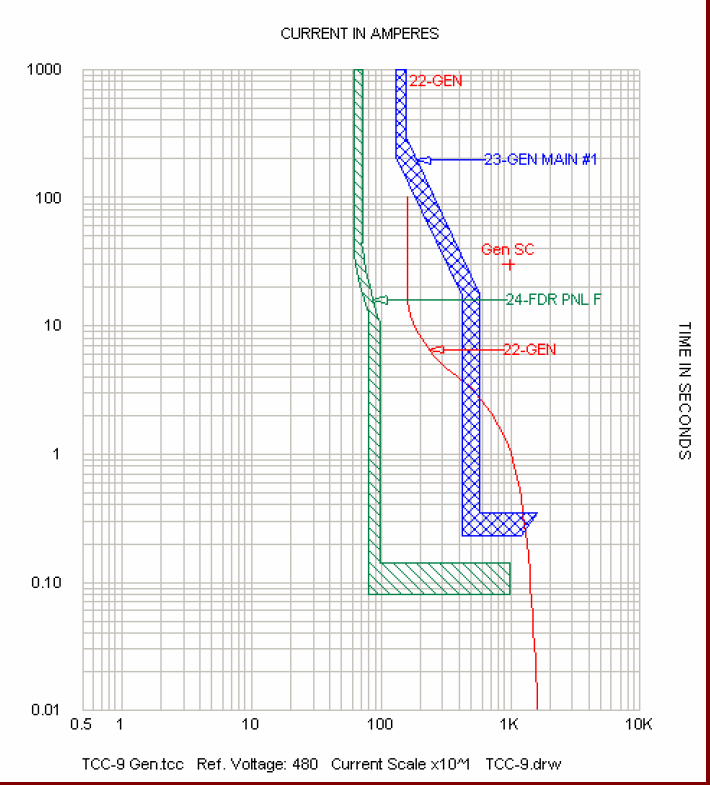 CURRENT IN AMPERES
1000
22-GEN
23-GEN MAIN #1
100
Gen SC
24-FDR PNL F
10
22-GEN
TIME IN SECONDS
1
0.10
0.01
0.5 1 10 100 1K 10K
TCC-9 Gen.tcc Ref. Voltage: 480 Current Scale x10^1 TCC-9.drw